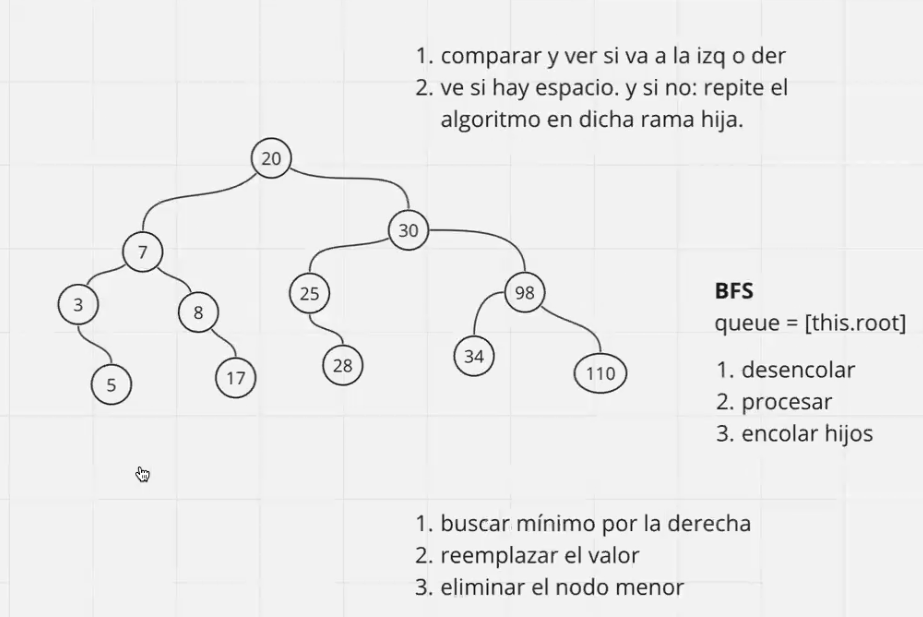 1. comparar y ver si va a la izq o der
2. ve si hay espacio. y si no: repite el
algoritmo en dicha rama hija.
20
30
7
3
8
25
98
5
17
28
34
110
BFS
queue = [this.root]
1. desencolar
2. procesar
3. encolar hijos
1. buscar mínimo por la derecha
2. reemplazar el valor
3. eliminar el nodo menor